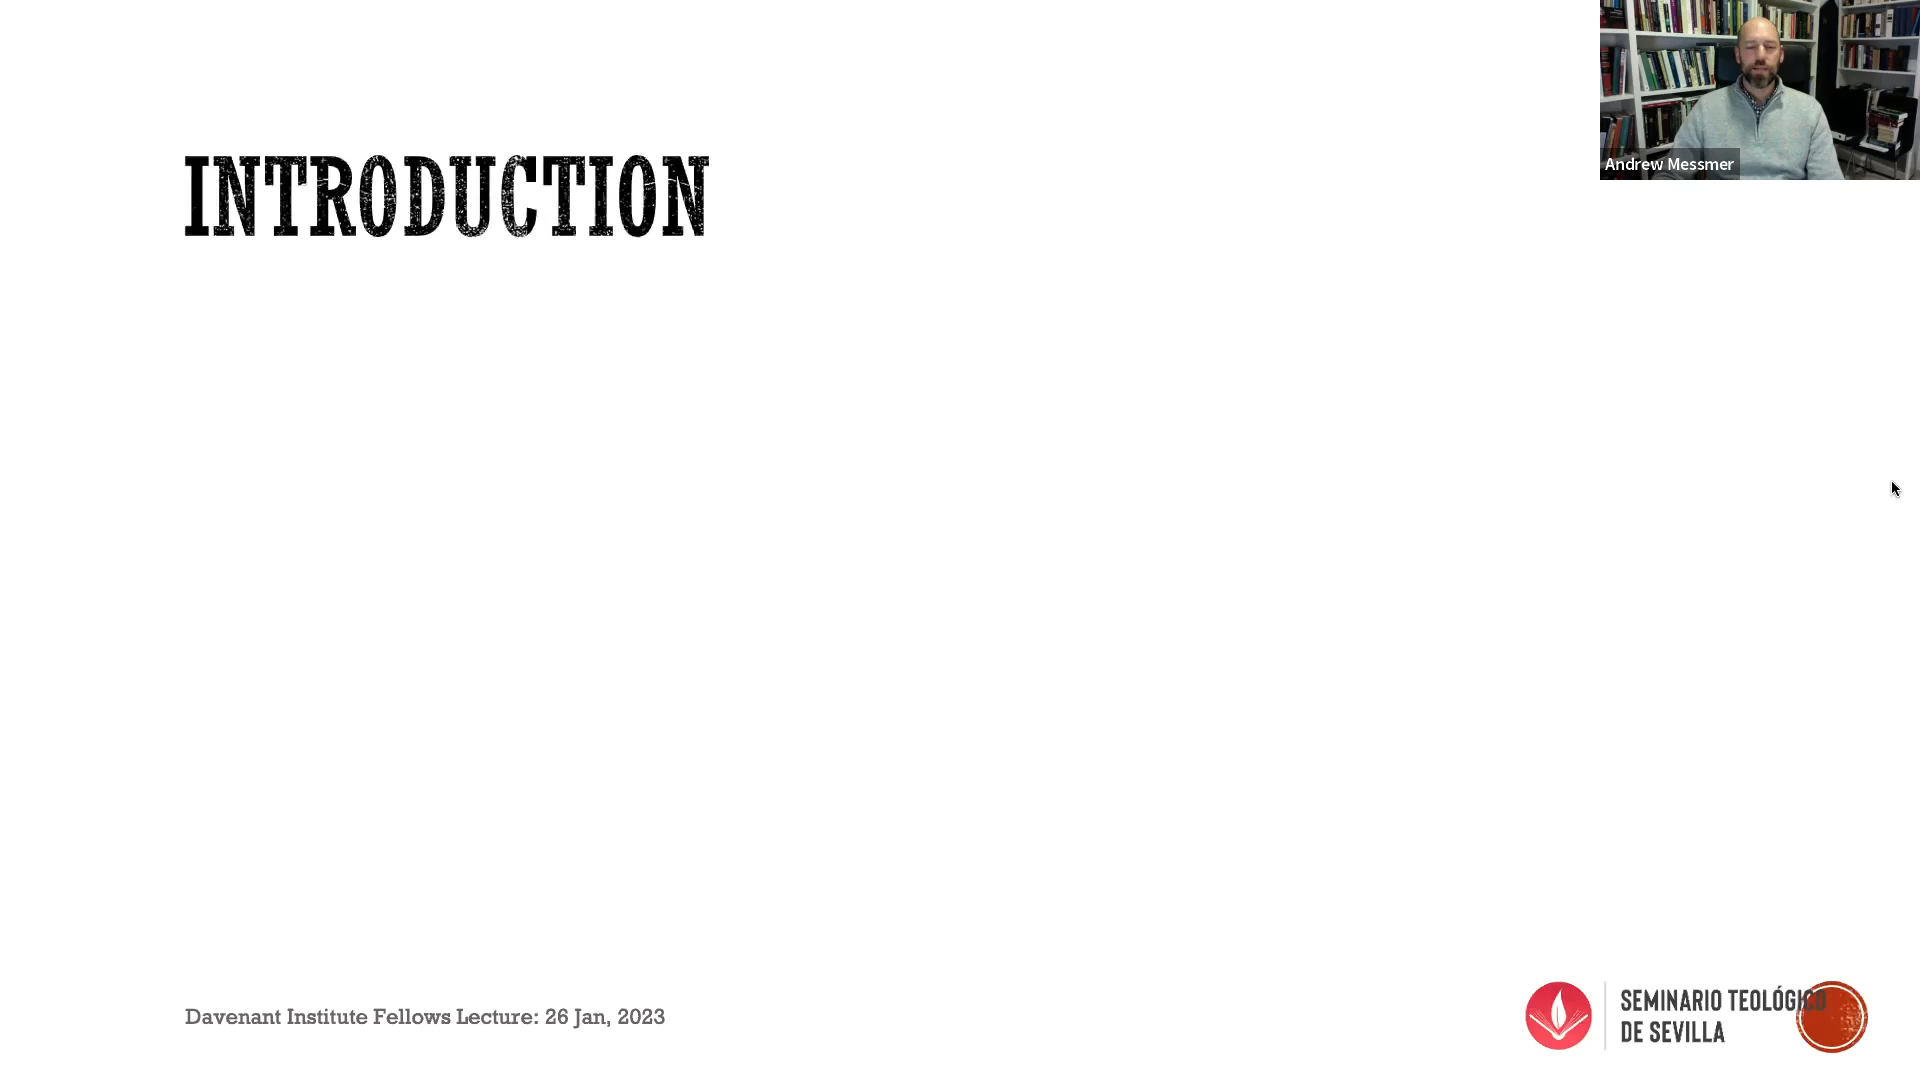 INTRODUCTION
Andrew Messmer
Davenant Institute Fellows Lecture: 26 Jan, 2023
SEMINARIO TEOLÓGICO
DE SEVILLA